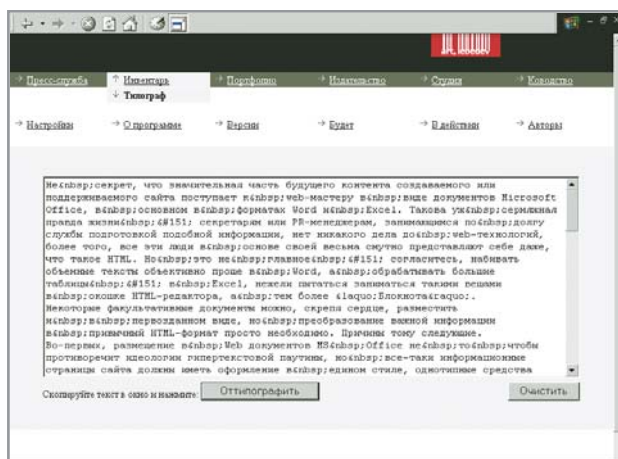 art. lebedev
→ Пресс-служба ↑ Инвентарь → Портфолио → Издательство → Студия → Ководство
↓ Типограф
→ Настройки → О программе → Версии → Будет → В действии → Авторы
Не&nbsp;секрет, что значительная часть будущего контента создаваемого или
поддерживаемого сайта поступает к&nbsp;web-мастеру в&nbsp;виде документов Microsoft
Office, в&nbsp;основном в&nbsp;форматах Word и&nbsp;Excel. Такова уж&nbsp;сермяжная
правда жизни&nbsp;&#151; секретарям или PR-менеджерам, занимающимся по&nbsp;долгу
службы подготовкой подобной информации, нет никакого дела до&nbsp;web-технологий,
более того, все эти люди в&nbsp;основе своей весьма смутно представляют себе даже,
что такое HTML. Но&nbsp;это не&nbsp;главное&nbsp;&#151; согласитесь, набивать
объемные тексты объективно проще в&nbsp;Word, а&nbsp;обрабатывать большие
таблицы&nbsp;&#151; в&nbsp;Excel, нежели пытаться заниматься такими вещами
в&nbsp;окошке HTML-редактора, а&nbsp;тем более &laquo;Блокнота&raquo;.
Некоторые факультативные документы можно, скрепя сердце, разместить
и&nbsp;в&nbsp;первозданном виде, но&nbsp;преобразование важной информации
в&nbsp;привычный HTML-формат просто необходимо. Причины тому следующие.
Во-первых, размещение в&nbsp;Web документов MS&nbsp;Office не&nbsp;то&nbsp;чтобы
противоречит идеологии гипертекстовой паутины, но&nbsp;все-таки информационные
страницы сайта должны иметь оформление в&nbsp;едином стиле, однотипные средства
Скопируйте текст в окно и нажмите: Оттипографить Очистить